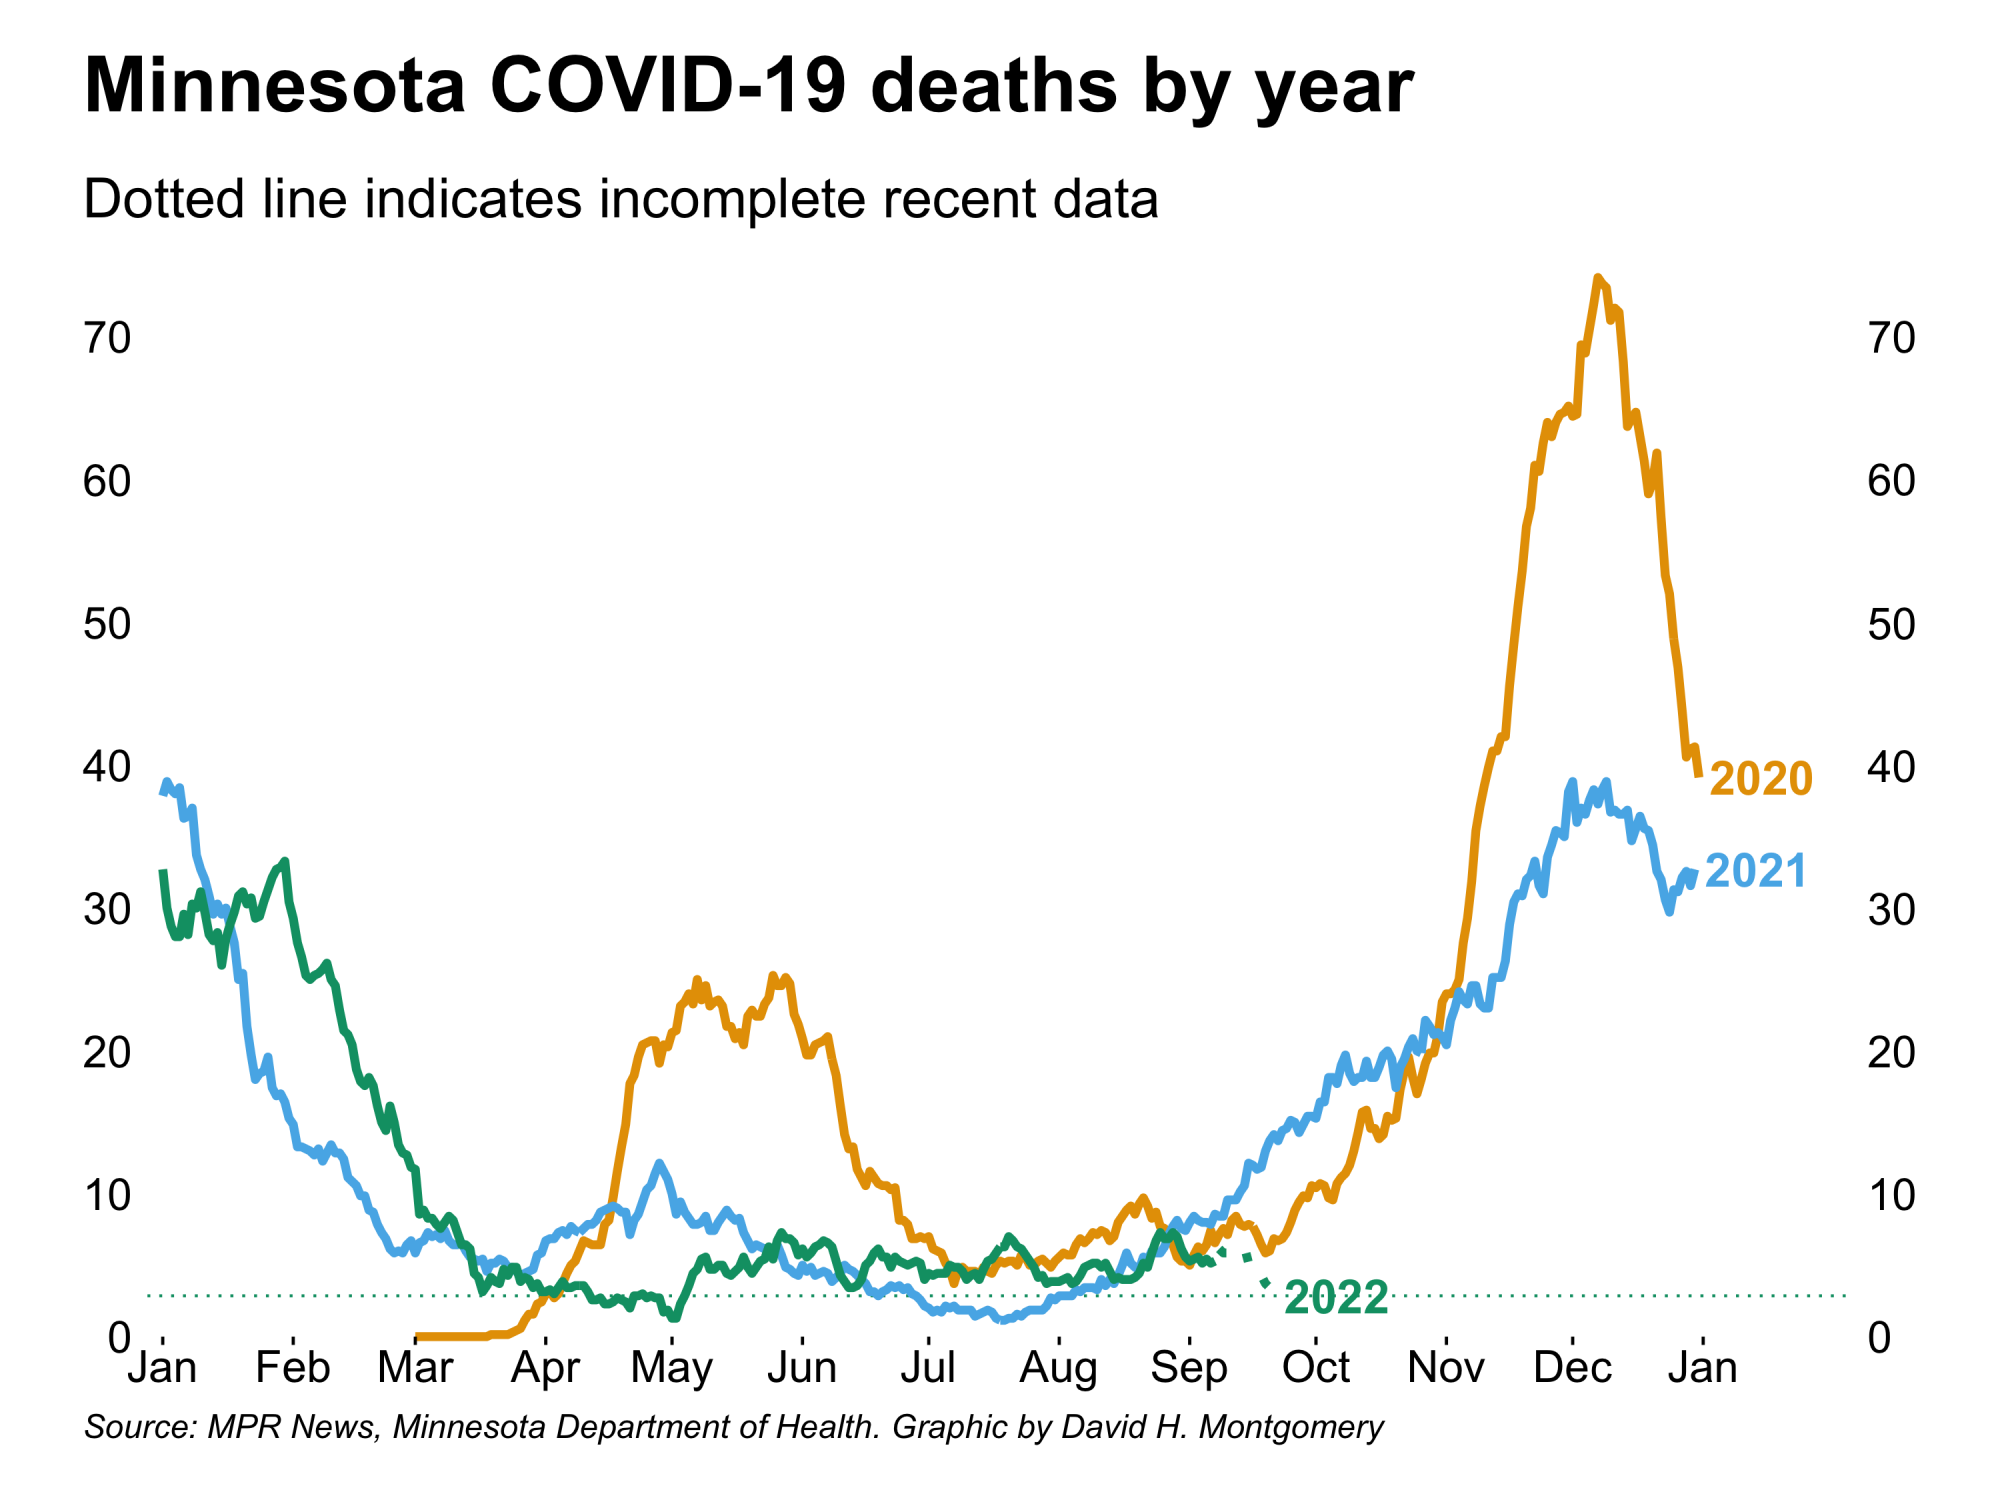 Minnesota COVID-19 deaths by year
Dotted line indicates incomplete recent data
70 70
60 60
50 50
40 40
2020
2021
30 30
20 20
10 10
2022
0 0
Jan Feb Mar Apr May Jun Jul Aug Sep Oct Nov Dec Jan
Source: MPR News, Minnesota Department of Health. Graphic by David H. Montgomery